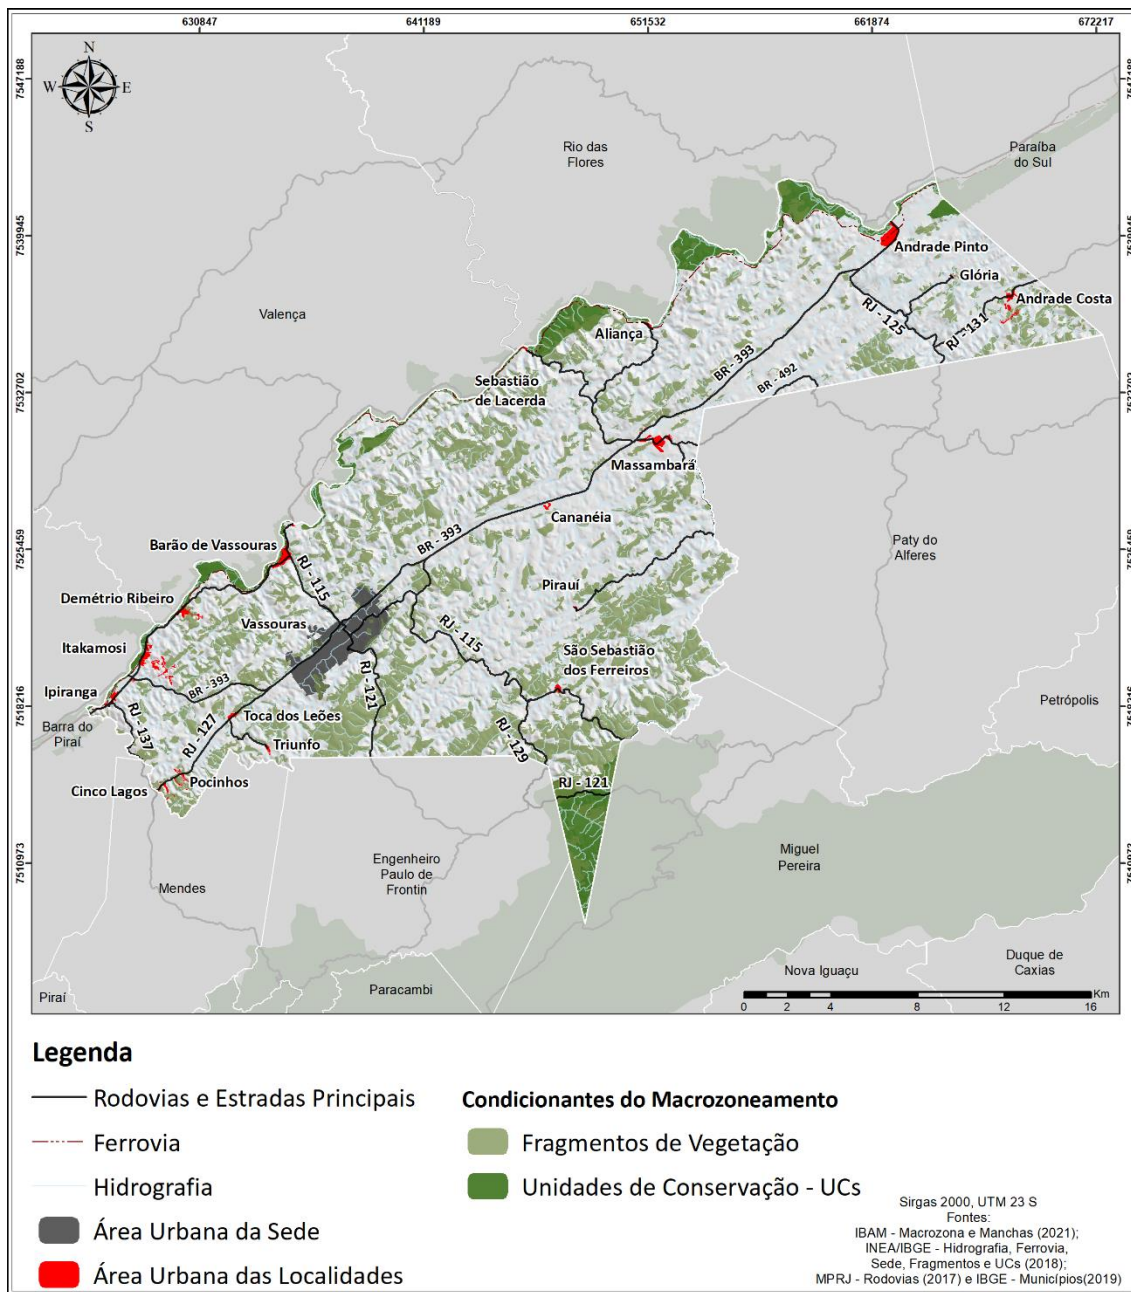 630847
641189
651532
661874
672217
7547188
7547188
N
W
E
S
Rio das
Flores
Paraíba
do Sul
7539945
7539945
Andrade Pinto
Glória
Andrade Costa
Valença
Aliança
RJ - 125
RJ - 131
BR - 393
BR - 492
7532702
7532702
Sebastião
de Lacerda
Massambará
Cananéia
BR - 393
Barão de Vassouras
7525459
7525459
Paty do
Alferes
RJ - 115
Pirauí
Demétrio Ribeiro
Vassouras
RJ - 115
Itakamosi
São Sebastião
dos Ferreiros
BR - 393
RJ - 121
Ipiranga
Petrópolis
7518216
7518216
Barra do
Piraí
RJ - 137
RJ - 127
Toca dos Leões
RJ - 129
Triunfo
Cinco Lagos
Pocinhos
RJ - 121
Miguel
Pereira
Engenheiro
Paulo de
Frontin
7510973
7510973
Mendes
Duque de
Caxias
Nova Iguaçu
Piraí
Paracambi
Km
0
2
4
8
12
16
Legenda
Rodovias e Estradas Principais
Ferrovia
Hidrografia
Área Urbana da Sede
Área Urbana das Localidades
Condicionantes do Macrozoneamento
Fragmentos de Vegetação
Unidades de Conservação - UCs
Sirgas 2000, UTM 23 S
Fontes:
IBAM - Macrozona e Manchas (2021);
INEA/IBGE - Hidrografia, Ferrovia,
Sede, Fragmentos e UCs (2018);
MPRJ - Rodovias (2017) e IBGE - Municípios(2019)